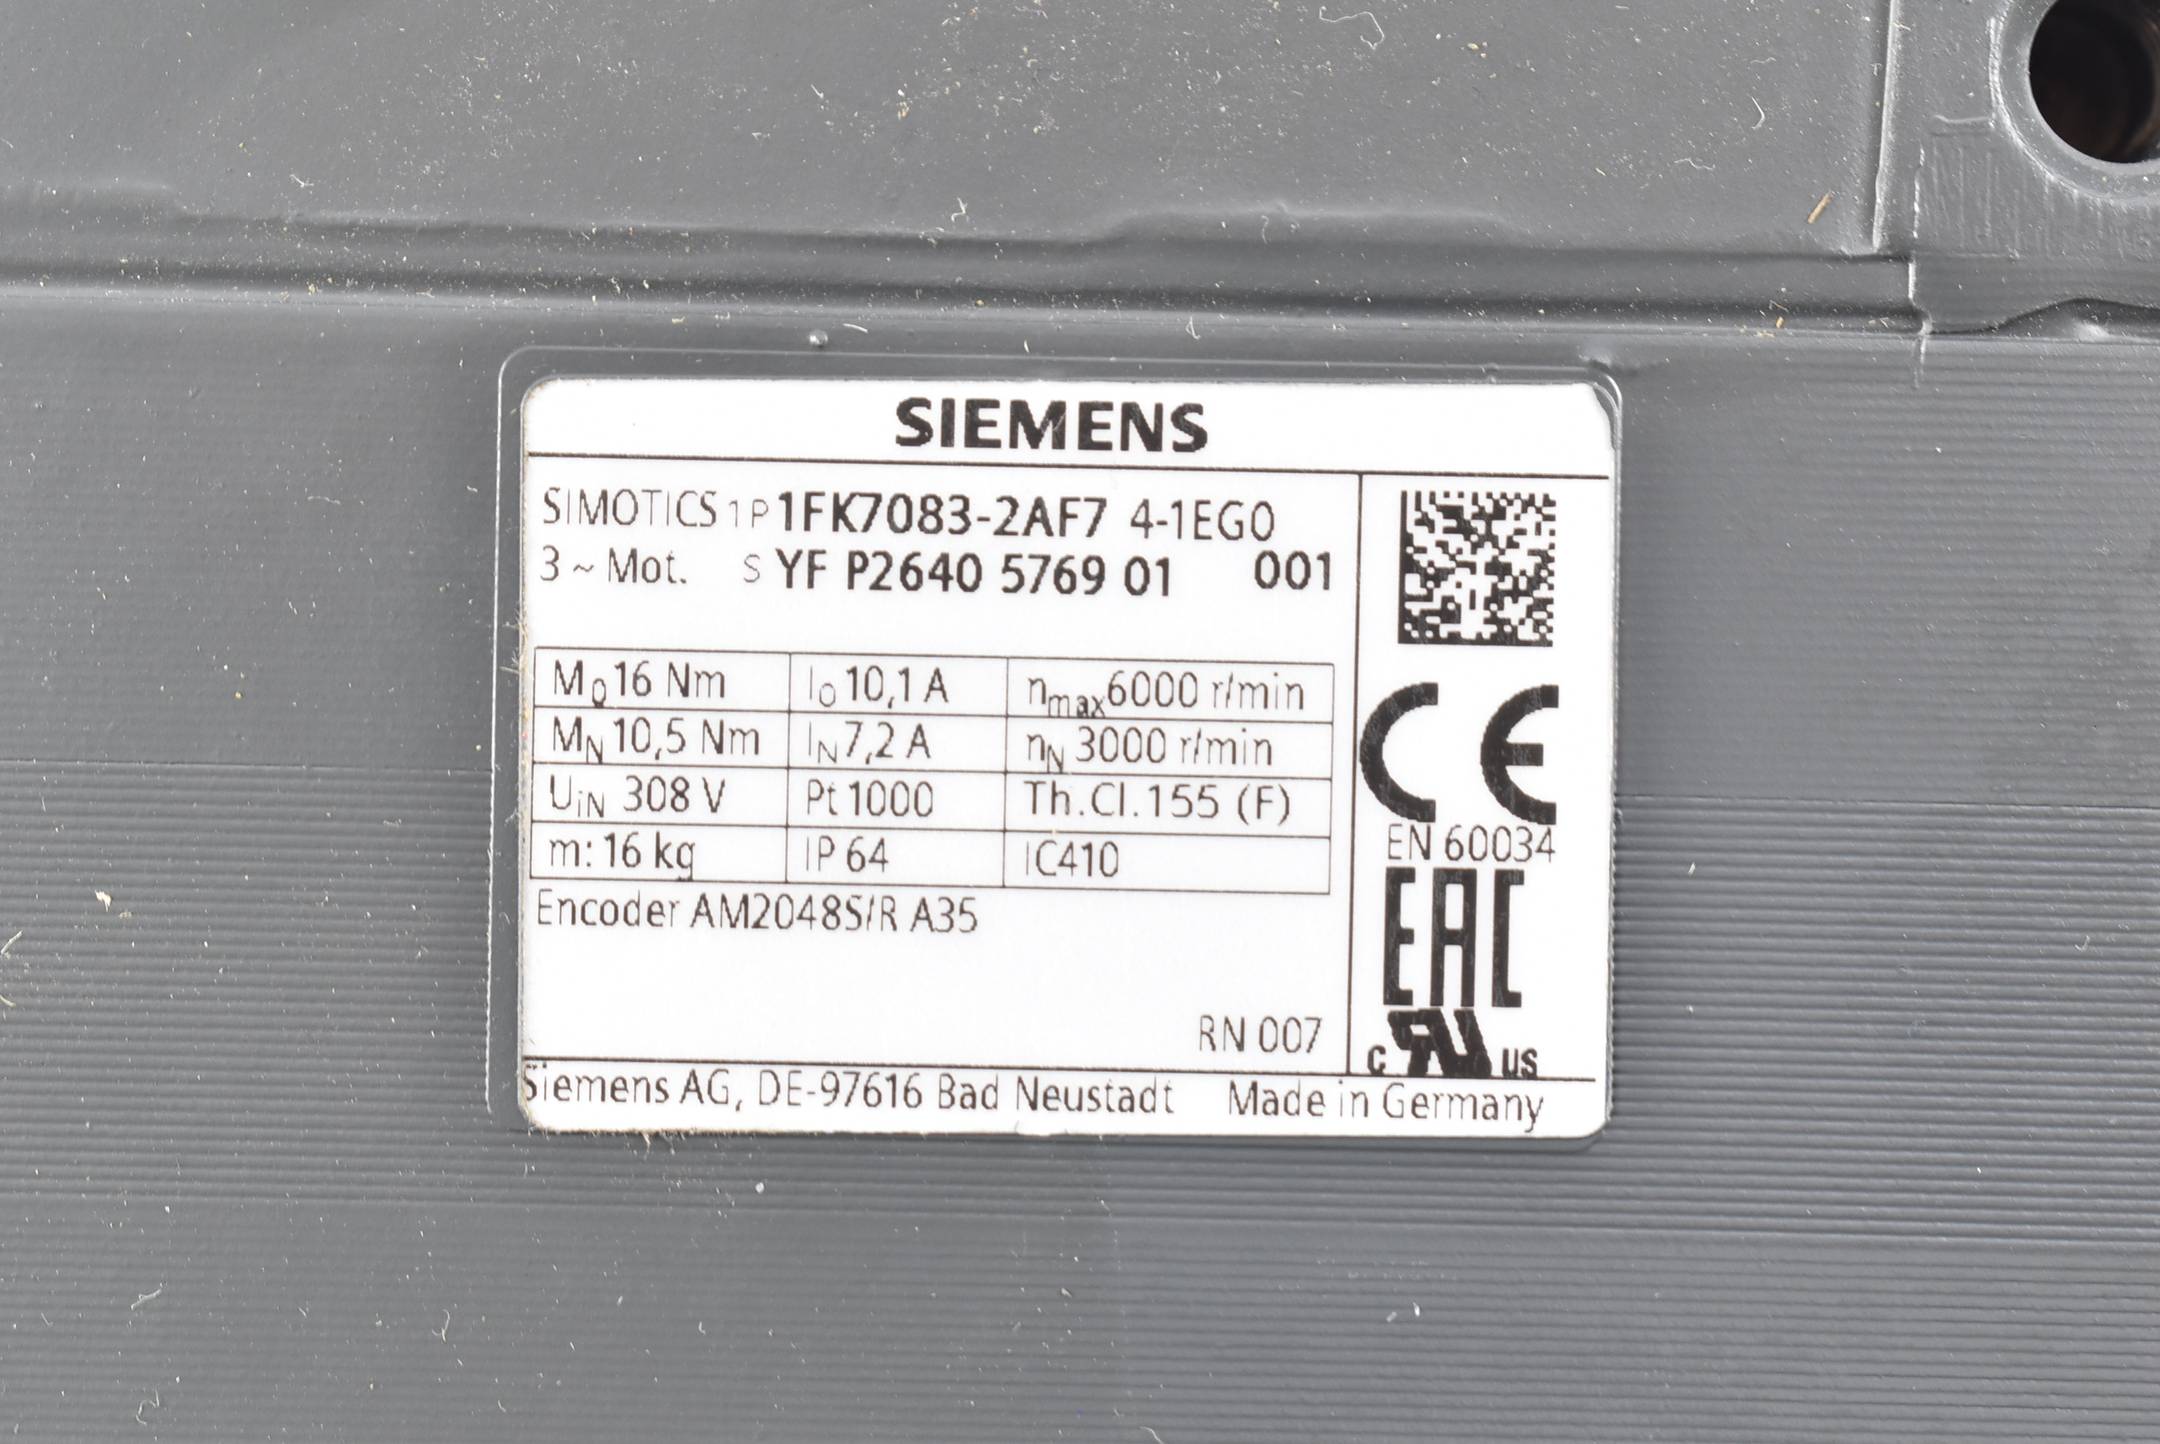 SIEMENS
SIMOTICS 1P 1FK7083-2AF7 4-1EG0
3 ~ Mot. S YF P2640 5769 01 001
M0 16 Nm I0 10,1 A nmax 6000 r/min
MN 10,5 Nm IN 7,2 A nN 3000 r/min
UiN 308 V Pt 1000 Th.Cl.155 (F)
m: 16 kg IP 64 IC410
Encoder AM2048S/R A35
RN 007
CE
EN 60034
EAC
c RU US
Siemens AG, DE-97616 Bad Neustadt Made in Germany